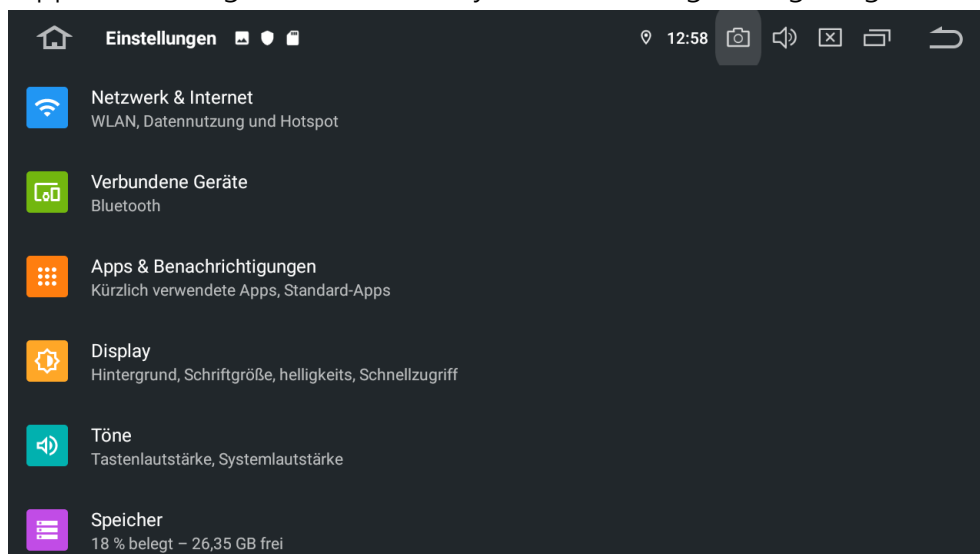 Einstellungen
12:58
Netzwerk & Internet
WLAN, Datennutzung und Hotspot
Verbundene Geräte
Bluetooth
Apps & Benachrichtigungen
Kürzlich verwendete Apps, Standard-Apps
Display
Hintergrund, Schriftgröße, helligkeits, Schnellzugriff
Töne
Tastenlautstärke, Systemlautstärke
Speicher
18 % belegt – 26,35 GB frei